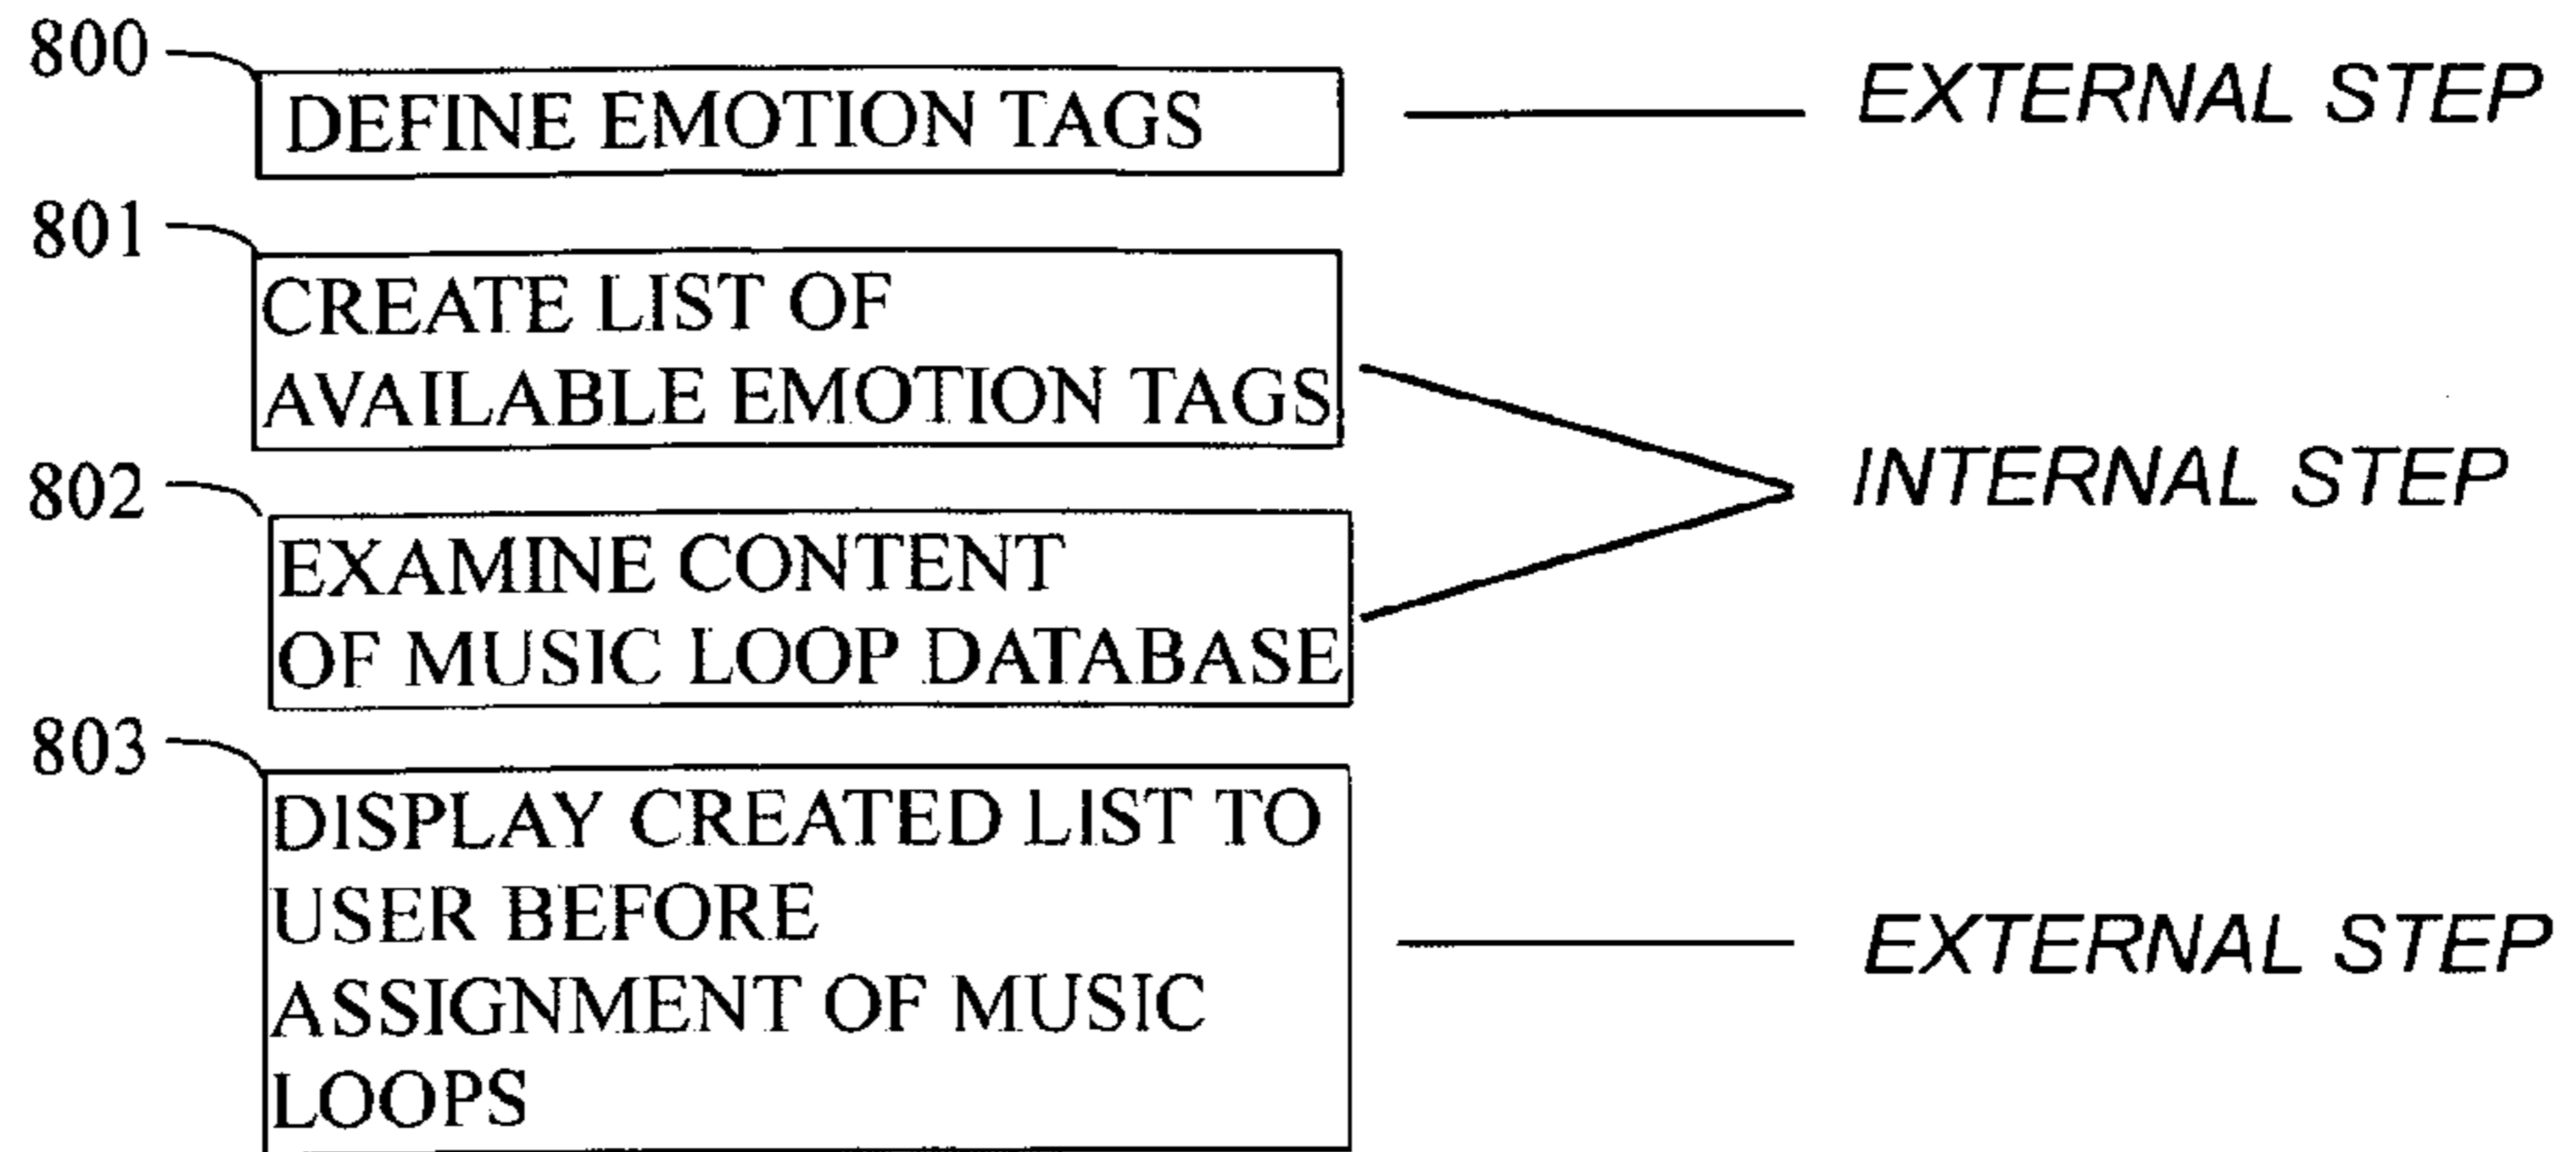 800
DEFINE EMOTION TAGS
EXTERNAL STEP
801
CREATE LIST OF
AVAILABLE EMOTION TAGS
INTERNAL STEP
802
EXAMINE CONTENT
OF MUSIC LOOP DATABASE
803
DISPLAY CREATED LIST TO
USER BEFORE
ASSIGNMENT OF MUSIC
LOOPS
EXTERNAL STEP